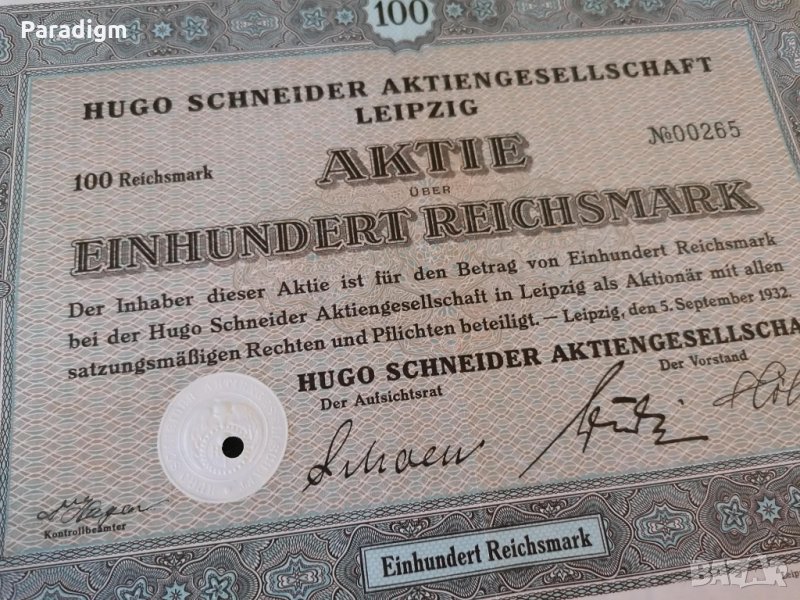 Paradigm
100
HUGO SCHNEIDER AKTIENGESELLSCHAFT
LEIPZIG
100 Reichsmark
AKTIE
№00265
ÜBER
EINHUNDERT REICHSMARK
Der Inhaber dieser Aktie ist für den Betrag von Einhundert Reichsmark
bei der Hugo Schneider Aktiengesellschaft in Leipzig als Aktionär mit allen
satzungsmäßigen Rechten und Pflichten beteiligt. — Leipzig, den 5. September 1932.
HUGO SCHNEIDER AKTIENGESELLSCHA
Der Aufsichtsrat
Der Vorstand
Kontrollbeamter
Einhundert Reichsmark
BAZAR